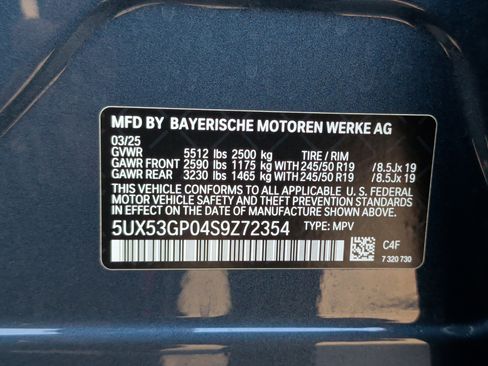 MFD BY BAYERISCHE MOTOREN WERKE AG
03/25
GVWR 5512 lbs 2500 kg TIRE / RIM
GAWR FRONT 2590 lbs 1175 kg WITH 245/50 R19 /8.5Jx 19
GAWR REAR 3230 lbs 1465 kg WITH 245/50 R19 /8.5Jx 19
THIS VEHICLE CONFORMS TO ALL APPLICABLE U. S. FEDERAL
MOTOR VEHICLE SAFETY AND THEFT PREVENTION STANDARDS
IN EFFECT ON THE DATE OF MANUFACTURE SHOWN ABOVE.
5UX53GP04S9Z72354 TYPE: MPV
C4F
7 320 730